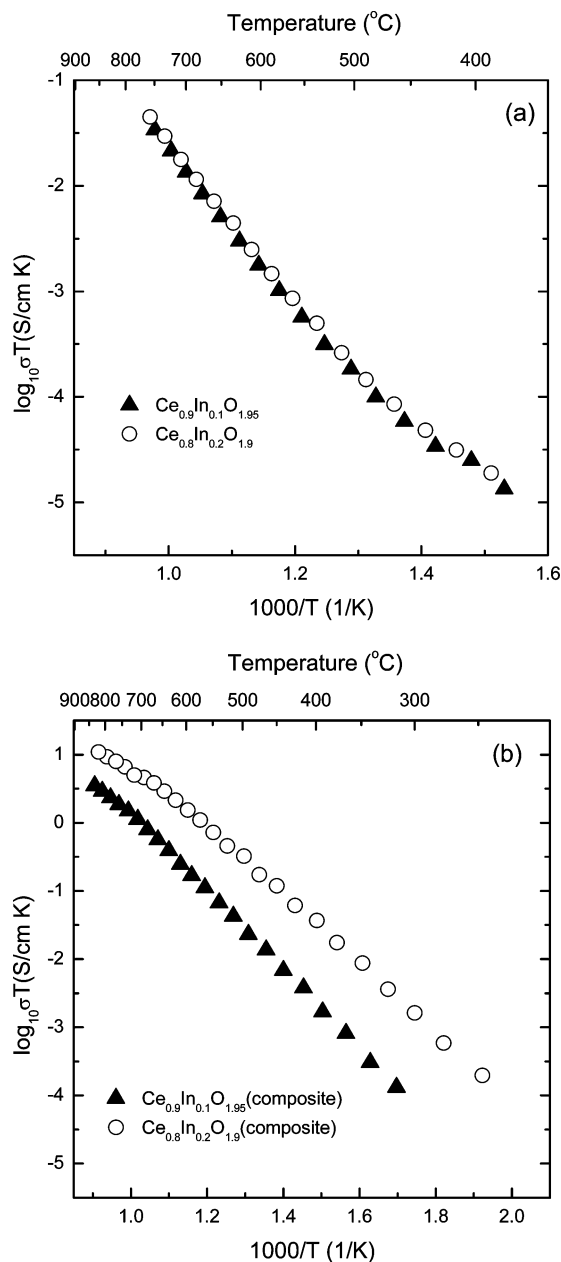 Temperature (°C)
900 800 700 600 500 400
(a)
-1
-2
-3
-4
-5
log₁₀σT(S/cm K)
Ce₀.₉In₀.₁O₁.₉₅
Ce₀.₈In₀.₂O₁.₉
1.0 1.2 1.4 1.6
1000/T (1/K)
Temperature (°C)
900 800 700 600 500 400 300
(b)
1
0
-1
-2
-3
-4
-5
log₁₀σT(S/cm K)
Ce₀.₉In₀.₁O₁.₉₅(composite)
Ce₀.₈In₀.₂O₁.₉(composite)
1.0 1.2 1.4 1.6 1.8 2.0
1000/T (1/K)